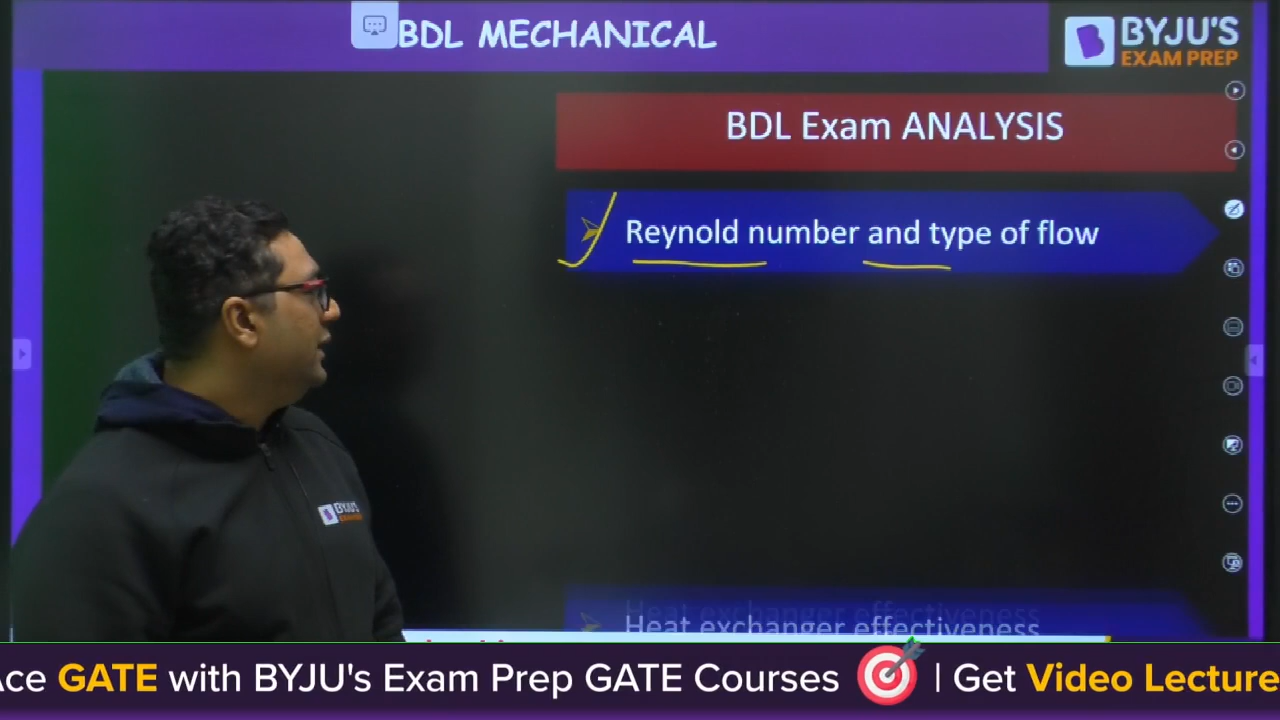 BDL MECHANICAL
BYJU'S
EXAM PREP
BDL Exam ANALYSIS
Reynold number and type of flow
BYJU'S
Heat exchanger effectiveness
Ace GATE with BYJU's Exam Prep GATE Courses | Get Video Lecture